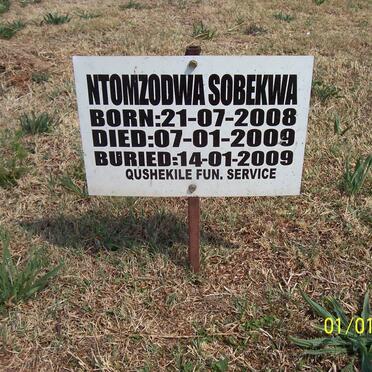 NTOMZODWA SOBEKWA
BORN:21-07-2008
DIED:07-01-2009
BURIED:14-01-2009
QUSHEKILE FUN. SERVICE
01/01